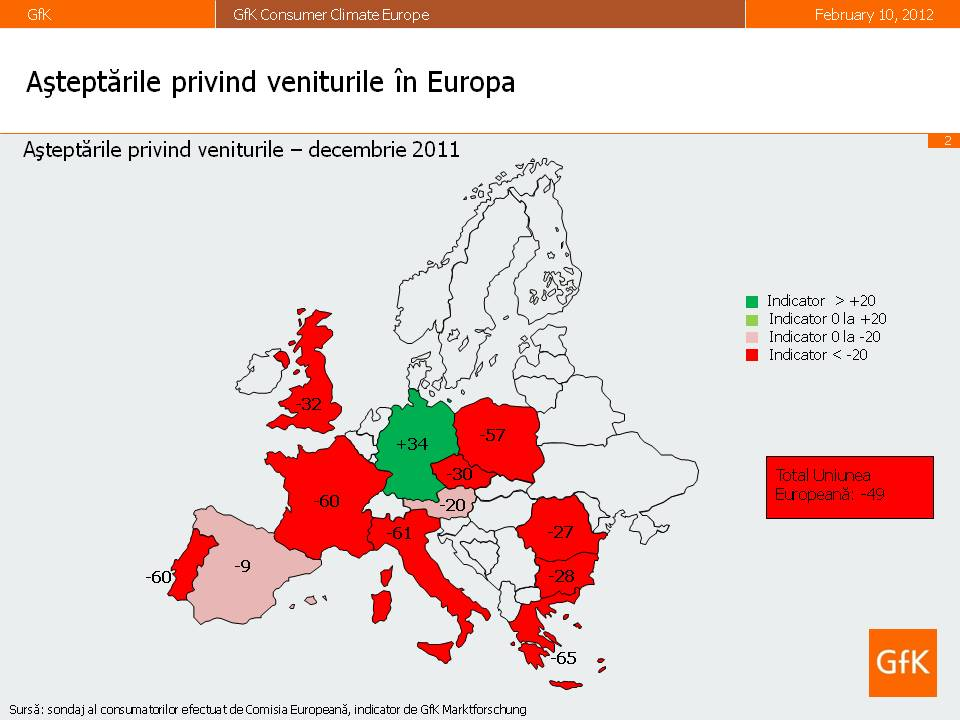 GfK
GfK Consumer Climate Europe
February 10, 2012
Aşteptările privind veniturile în Europa
2
Aşteptările privind veniturile – decembrie 2011
Indicator > +20
Indicator 0 la +20
Indicator 0 la -20
Indicator < -20
-32
+34
-57
-30
-60
-20
-61
-27
-9
-60
-28
-65
Total Uniunea
Europeană: -49
GfK
Sursă: sondaj al consumatorilor efectuat de Comisia Europeană, indicator de GfK Marktforschung